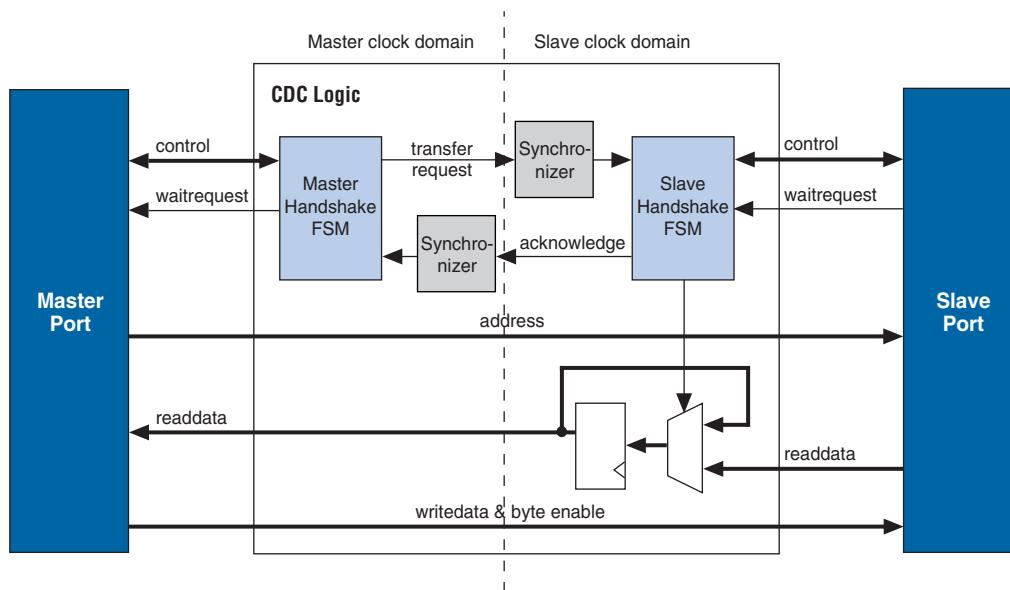 Master clock domain
Slave clock domain
CDC Logic
control
transfer
request
Synchro-
nizer
control
Master
Handshake
FSM
Slave
Handshake
FSM
waitrequest
waitrequest
Synchro-
nizer
acknowledge
Master
Port
Slave
Port
address
readdata
readdata
writedata & byte enable